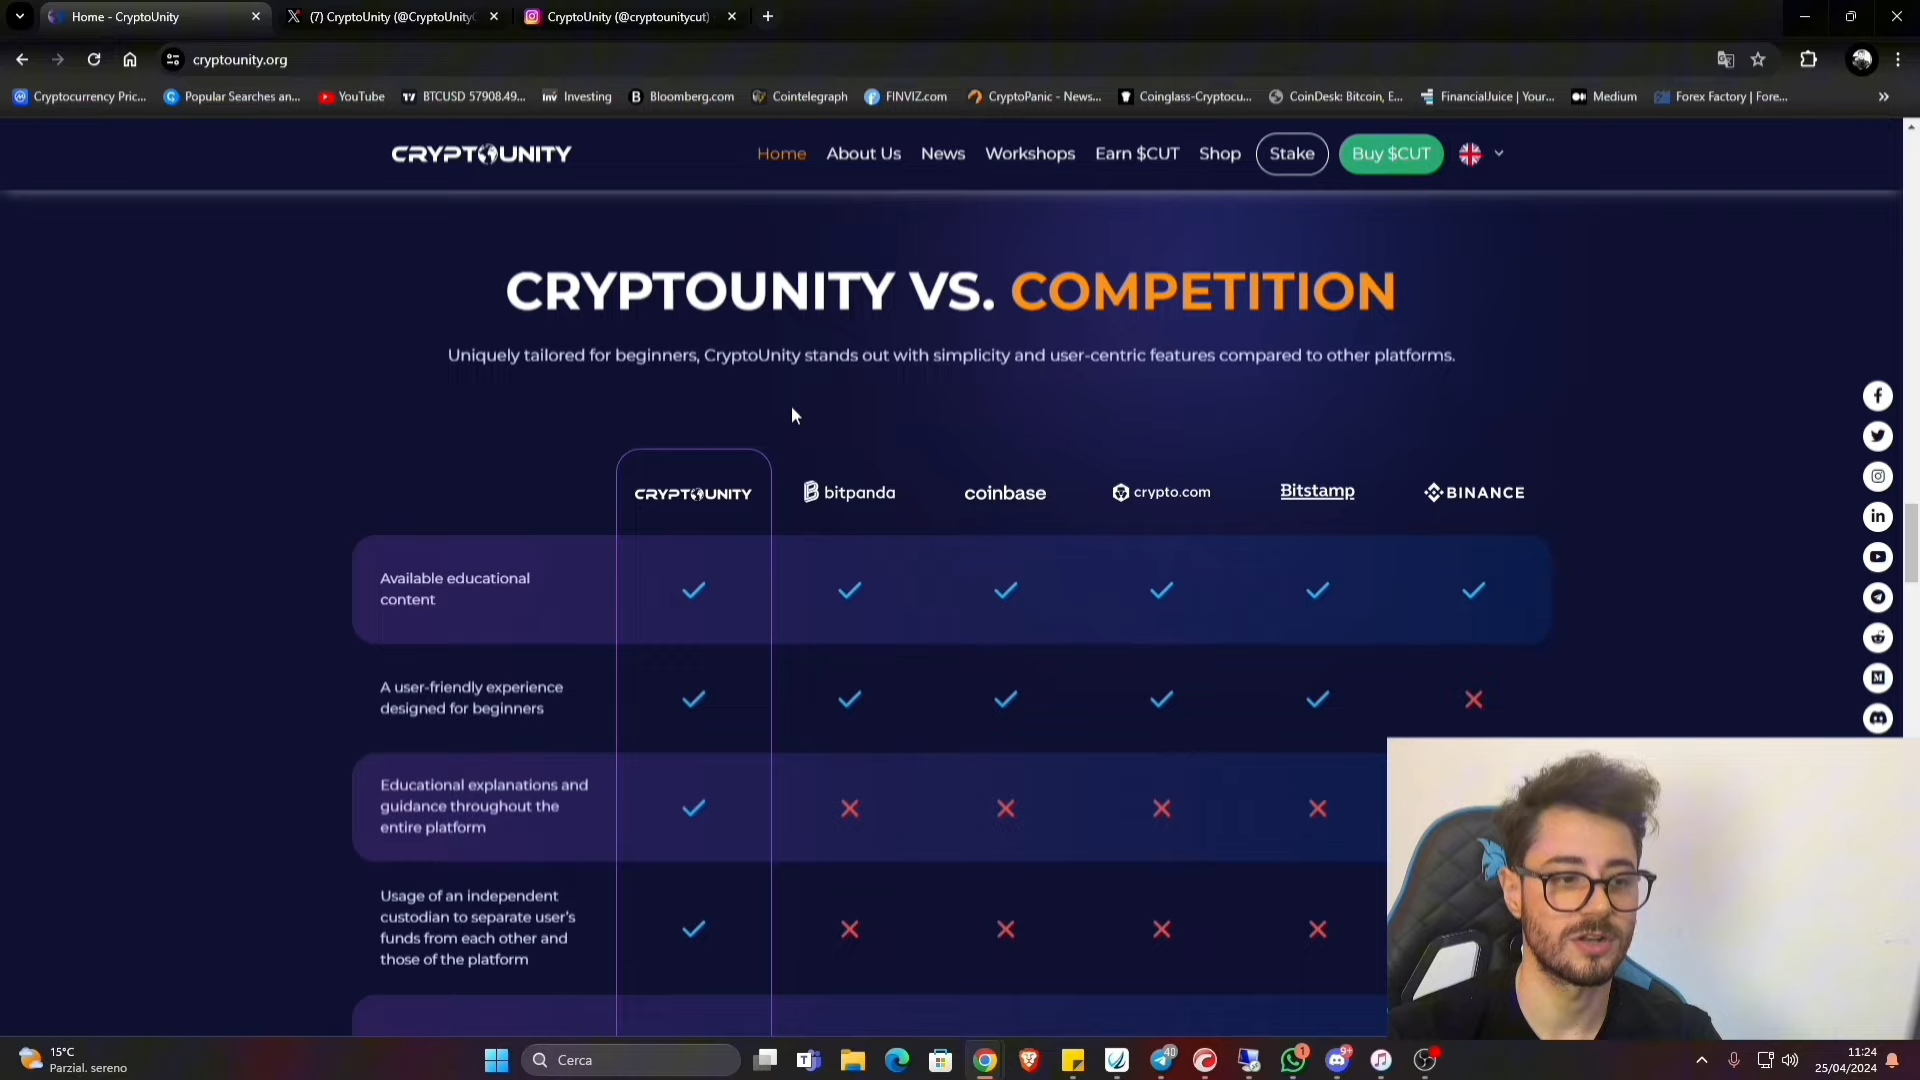 Home - CryptoUnity
(7) CryptoUnity (@CryptoUnityC
CryptoUnity (@cryptounitycut)
cryptounity.org
Cryptocurrency Pric...
Popular Searches an...
YouTube
BTCUSD 57908.49...
Investing
Bloomberg.com
Cointelegraph
FINVIZ.com
CryptoPanic - News...
Coinglass-Cryptocu...
CoinDesk: Bitcoin, E...
FinancialJuice | Your...
Medium
Forex Factory | Fore...
CRYPTOUNITY
Home
About Us
News
Workshops
Earn $CUT
Shop
Stake
Buy $CUT
CRYPTOUNITY VS. COMPETITION
Uniquely tailored for beginners, CryptoUnity stands out with simplicity and user-centric features compared to other platforms.
CRYPTOUNITY
bitpanda
coinbase
crypto.com
Bitstamp
BINANCE
Available educational
content
A user-friendly experience
designed for beginners
Educational explanations and
guidance throughout the
entire platform
Usage of an independent
custodian to separate user's
funds from each other and
those of the platform
15°C
Parzial. sereno
Cerca
40
1
9+
11:24
25/04/2024